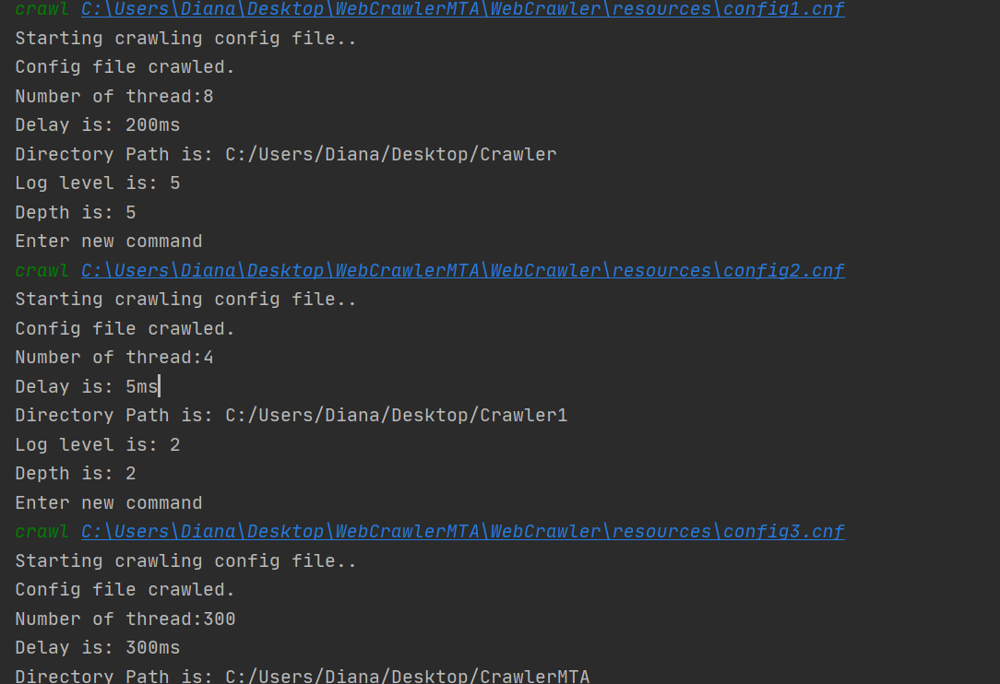 crawl C:\Users\Diana\Desktop\WebCrawlerMTA\WebCrawler\resources\config1.cnf
Starting crawling config file..
Config file crawled.
Number of thread:8
Delay is: 200ms
Directory Path is: C:/Users/Diana/Desktop/Crawler
Log level is: 5
Depth is: 5
Enter new command
crawl C:\Users\Diana\Desktop\WebCrawlerMTA\WebCrawler\resources\config2.cnf
Starting crawling config file..
Config file crawled.
Number of thread:4
Delay is: 5ms
Directory Path is: C:/Users/Diana/Desktop/Crawler1
Log level is: 2
Depth is: 2
Enter new command
crawl C:\Users\Diana\Desktop\WebCrawlerMTA\WebCrawler\resources\config3.cnf
Starting crawling config file..
Config file crawled.
Number of thread:300
Delay is: 300ms
Directory Path is: C:/Users/Diana/Desktop/CrawlerMTA